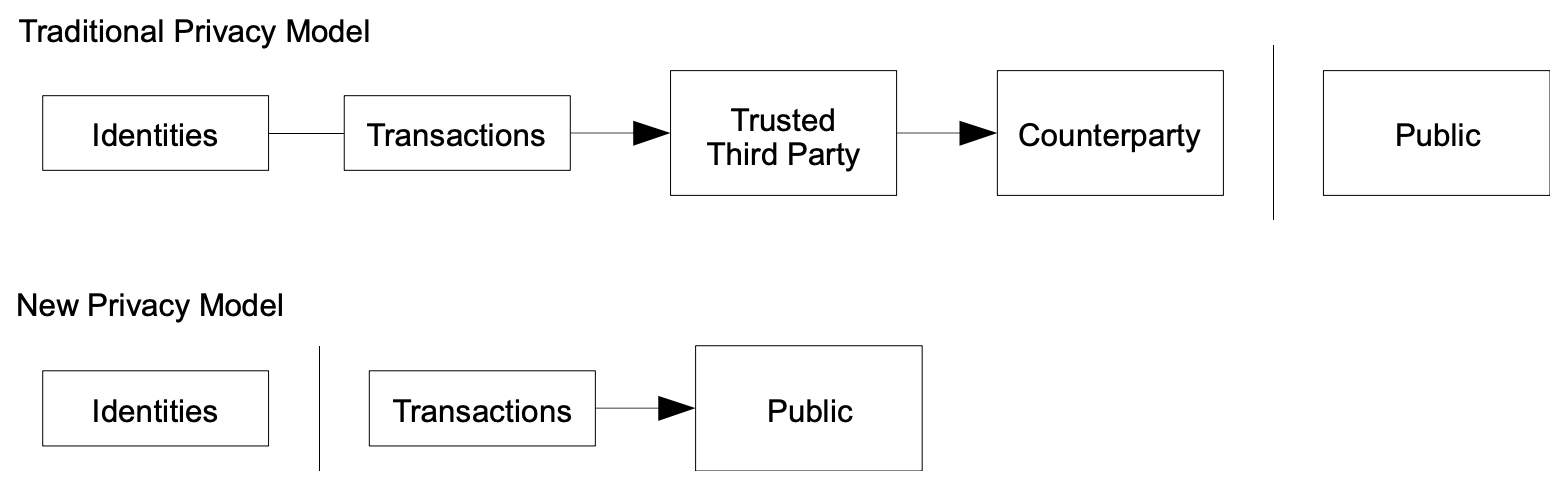 Traditional Privacy Model
Identities
Transactions
Trusted
Third Party
Counterparty
Public
New Privacy Model
Identities
Transactions
Public